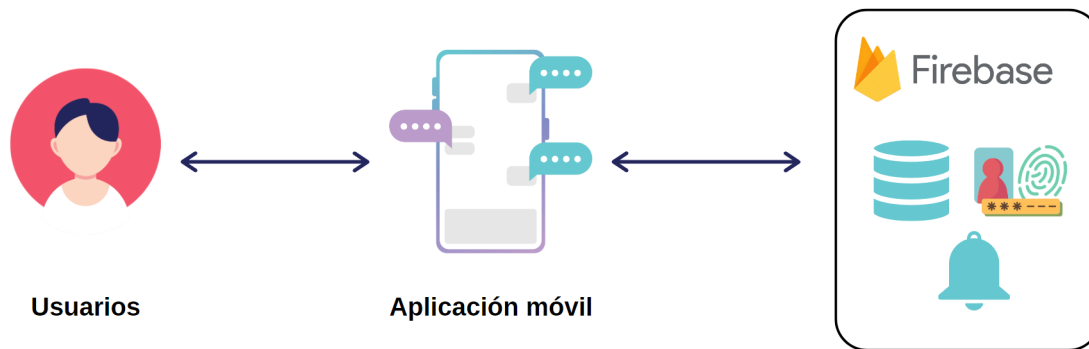 Firebase
***---
Usuarios
Aplicación móvil